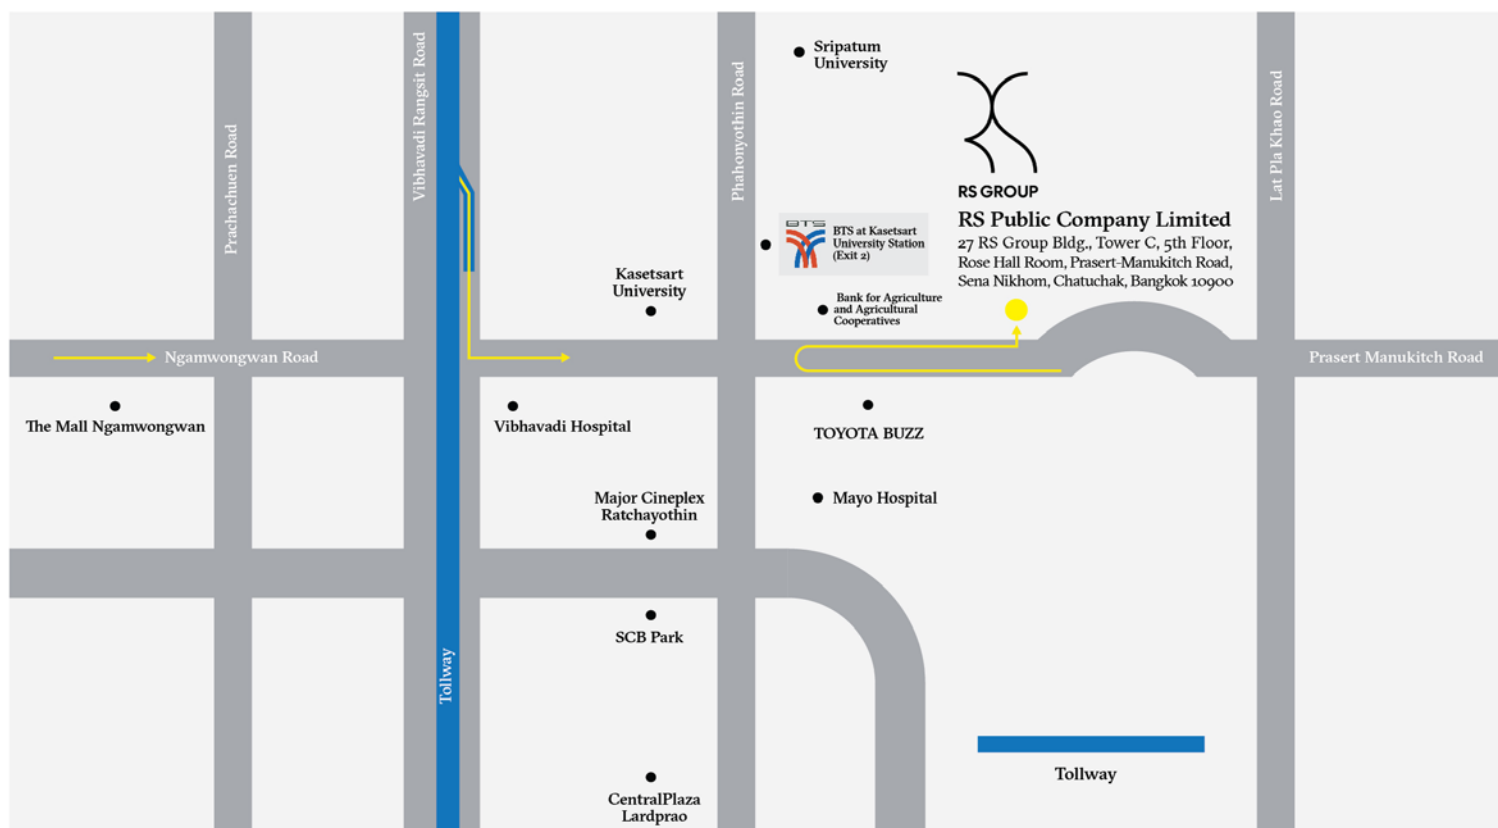 Sripatum
University
Prachachuen Road
Vibhavadi Rangsit Road
Phahonyothin Road
Lat Pla Khao Road
RS GROUP
RS Public Company Limited
27 RS Group Bldg., Tower C, 5th Floor,
Rose Hall Room, Prasert-Manukitch Road,
Sena Nikhom, Chatuchak, Bangkok 10900
BTS
BTS at Kasetsart
University Station
(Exit 2)
Kasetsart
University
Bank for Agriculture
and Agricultural
Cooperatives
Ngamwongwan Road
Prasert Manukitch Road
The Mall Ngamwongwan
Vibhavadi Hospital
TOYOTA BUZZ
Major Cineplex
Ratchayothin
Mayo Hospital
SCB Park
Tollway
CentralPlaza
Lardprao
Tollway